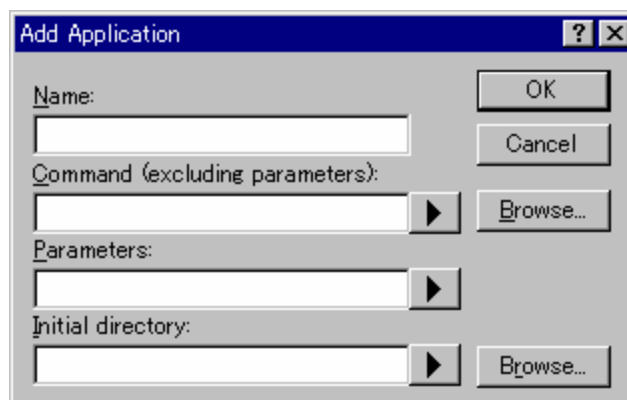 Add Application
Name:
OK
Cancel
Command (excluding parameters):
Browse...
Parameters:
Initial directory:
Browse...